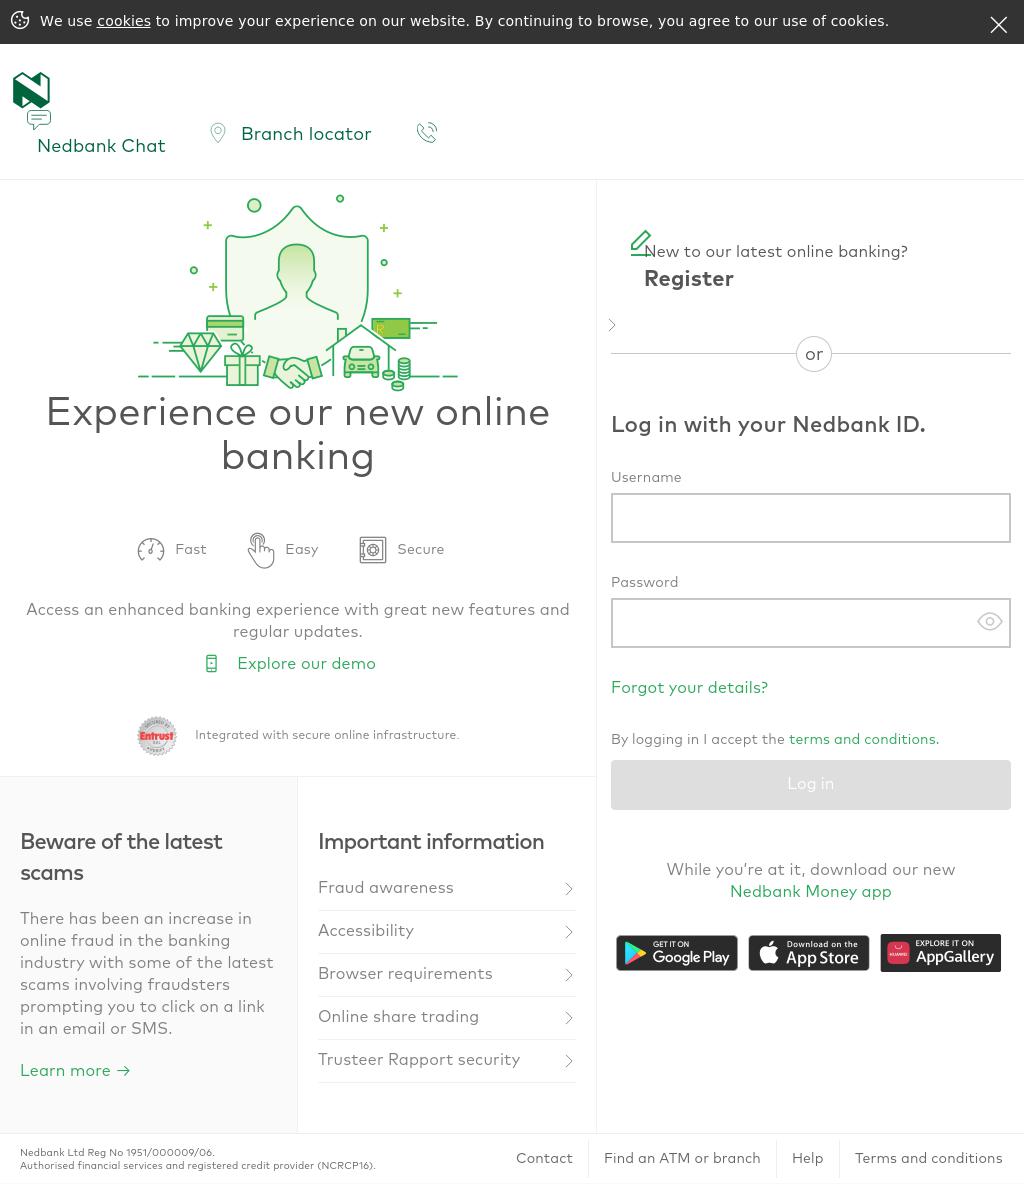 We use cookies to improve your experience on our website. By continuing to browse, you agree to our use of cookies.
Nedbank Chat
Branch locator
New to our latest online banking?
Register
or
Experience our new online
banking
Fast
Easy
Secure
Access an enhanced banking experience with great new features and
regular updates.
Explore our demo
Entrust
Integrated with secure online infrastructure.
Log in with your Nedbank ID.
Username
Password
Forgot your details?
By logging in I accept the terms and conditions.
Log in
While you're at it, download our new
Nedbank Money app
GET IT ON
Google Play
Download on the
App Store
EXPLORE IT ON
AppGallery
Beware of the latest
scams
There has been an increase in
online fraud in the banking
industry with some of the latest
scams involving fraudsters
prompting you to click on a link
in an email or SMS.
Learn more →
Important information
Fraud awareness
Accessibility
Browser requirements
Online share trading
Trusteer Rapport security
Nedbank Ltd Reg No 1951/000009/06.
Authorised financial services and registered credit provider (NCRCP16).
Contact
Find an ATM or branch
Help
Terms and conditions